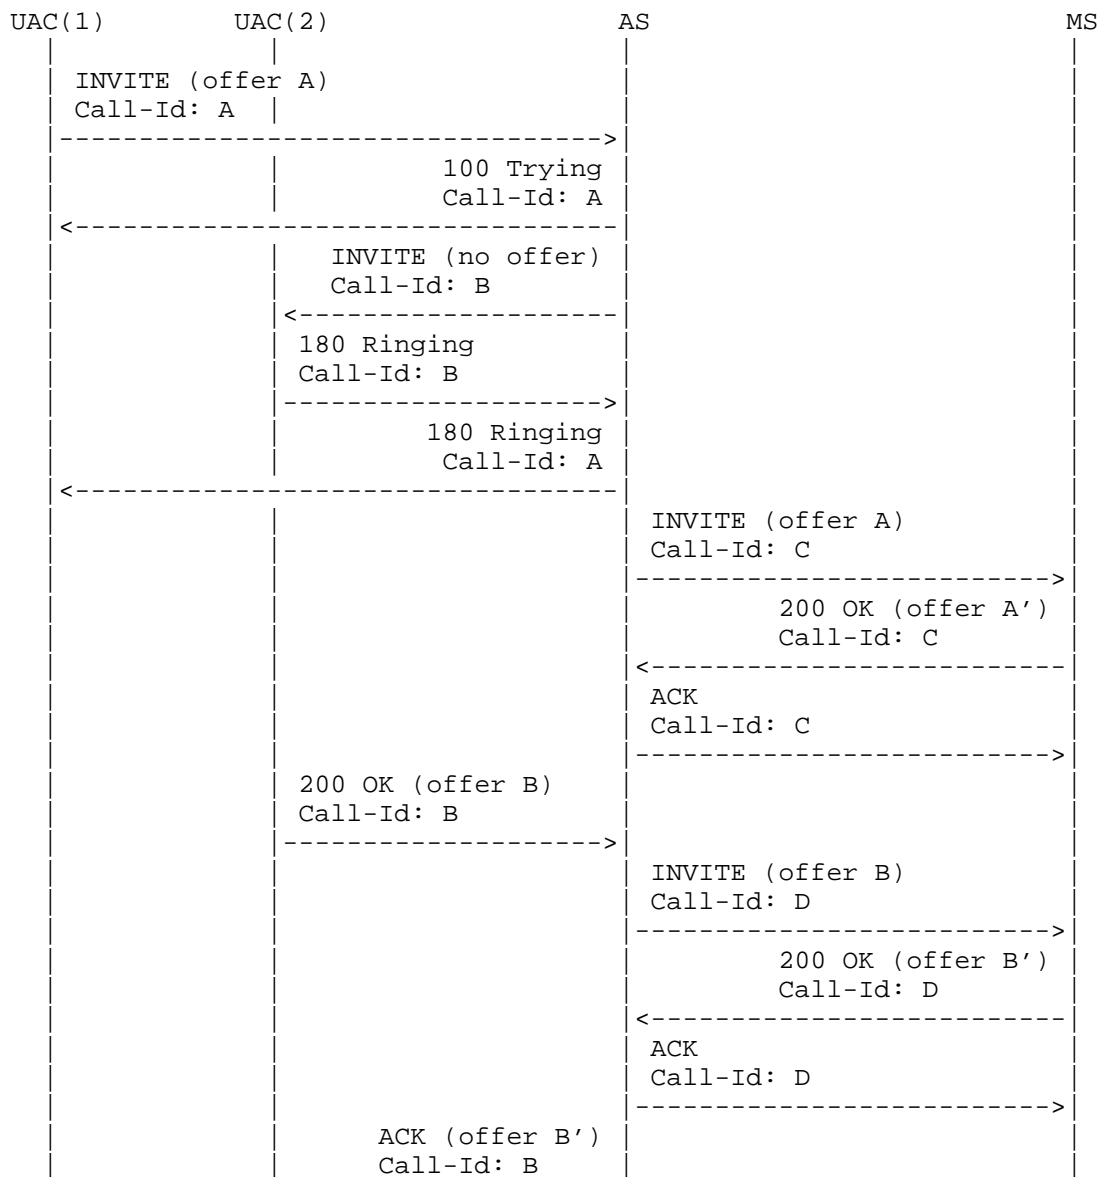 UAC(1) UAC(2) AS MS
INVITE (offer A)
Call-Id: A
100 Trying
Call-Id: A
INVITE (no offer)
Call-Id: B
180 Ringing
Call-Id: B
180 Ringing
Call-Id: A
INVITE (offer A)
Call-Id: C
200 OK (offer A')
Call-Id: C
ACK
Call-Id: C
200 OK (offer B)
Call-Id: B
INVITE (offer B)
Call-Id: D
200 OK (offer B')
Call-Id: D
ACK
Call-Id: D
ACK (offer B')
Call-Id: B